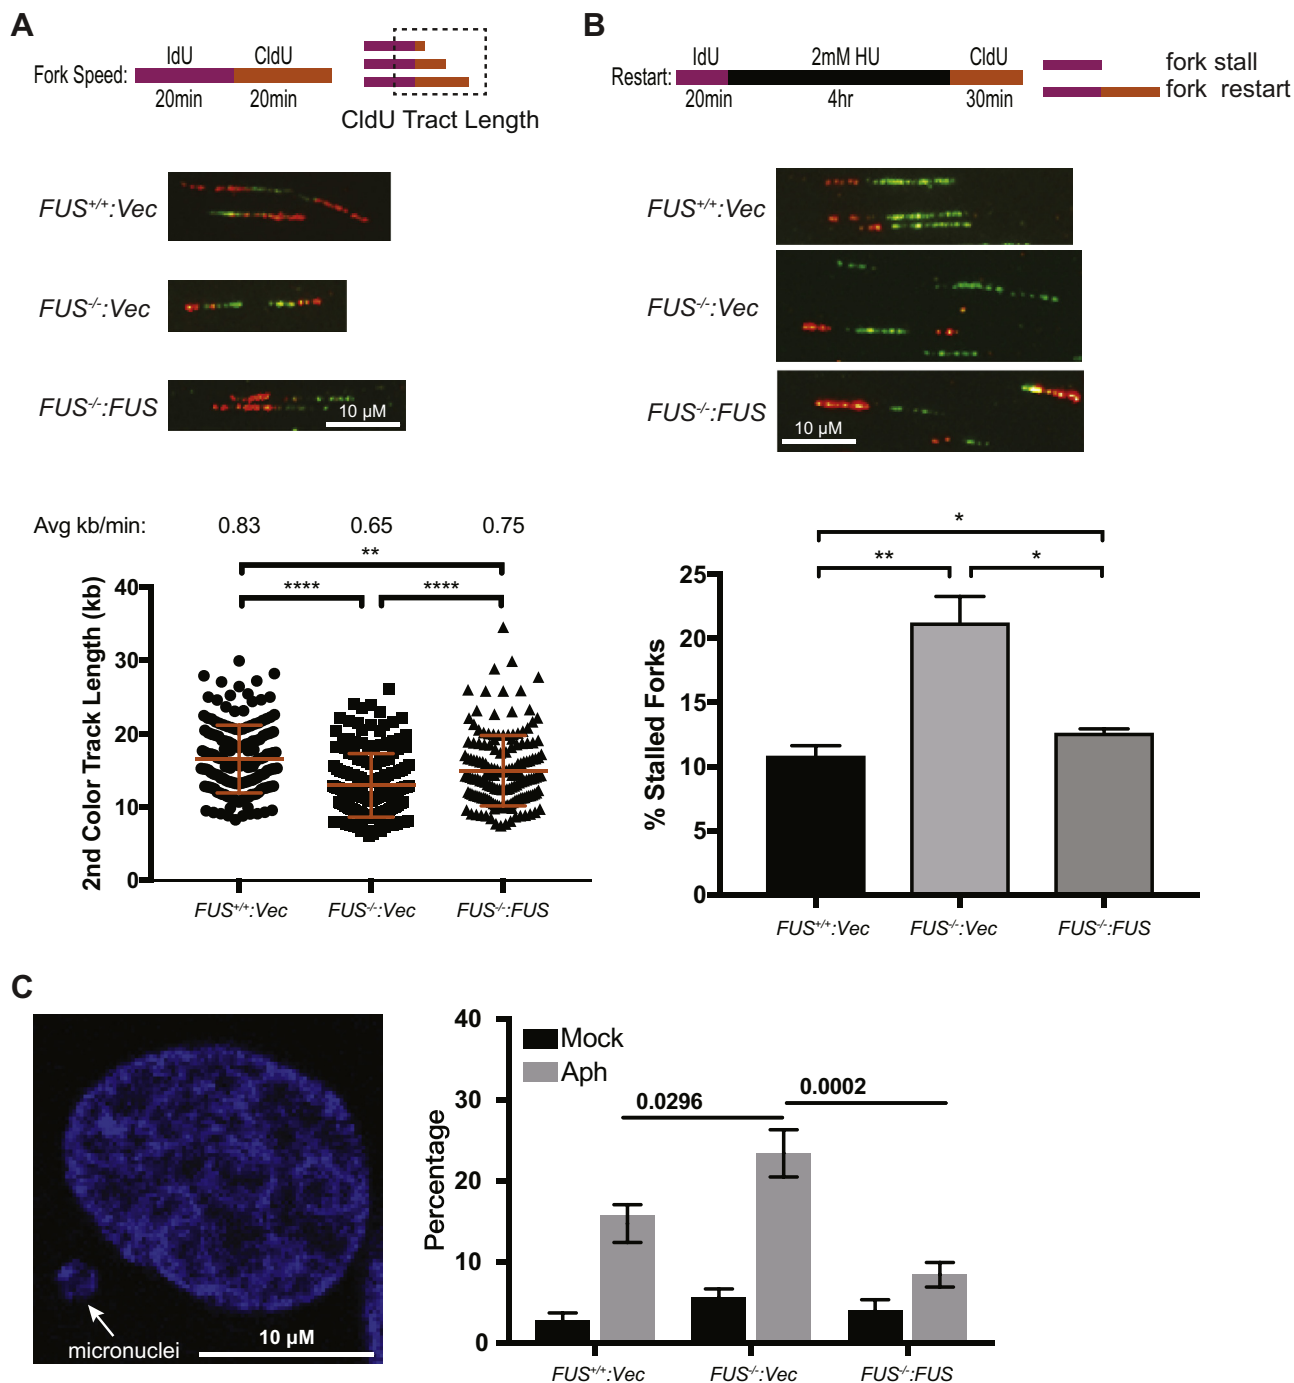 A
IdU CldU
Fork Speed:
20min 20min
CldU Tract Length
FUS+/+:Vec
FUS-/-:Vec
FUS-/-:FUS
10 µM
Avg kb/min: 0.83 0.65 0.75
**
**** ****
2nd Color Track Length (kb)
40
30
20
10
0
FUS+/+:Vec FUS-/-:Vec FUS-/-:FUS
B
IdU 2mM HU CldU
Restart:
20min 4hr 30min
fork stall
fork restart
FUS+/+:Vec
FUS-/-:Vec
FUS-/-:FUS
10 µM
*
** *
% Stalled Forks
25
20
15
10
5
0
FUS+/+:Vec FUS-/-:Vec FUS-/-:FUS
C
micronuclei
10 µM
Mock
Aph
0.0296 0.0002
Percentage
40
30
20
10
0
FUS+/+:Vec FUS-/-:Vec FUS-/-:FUS